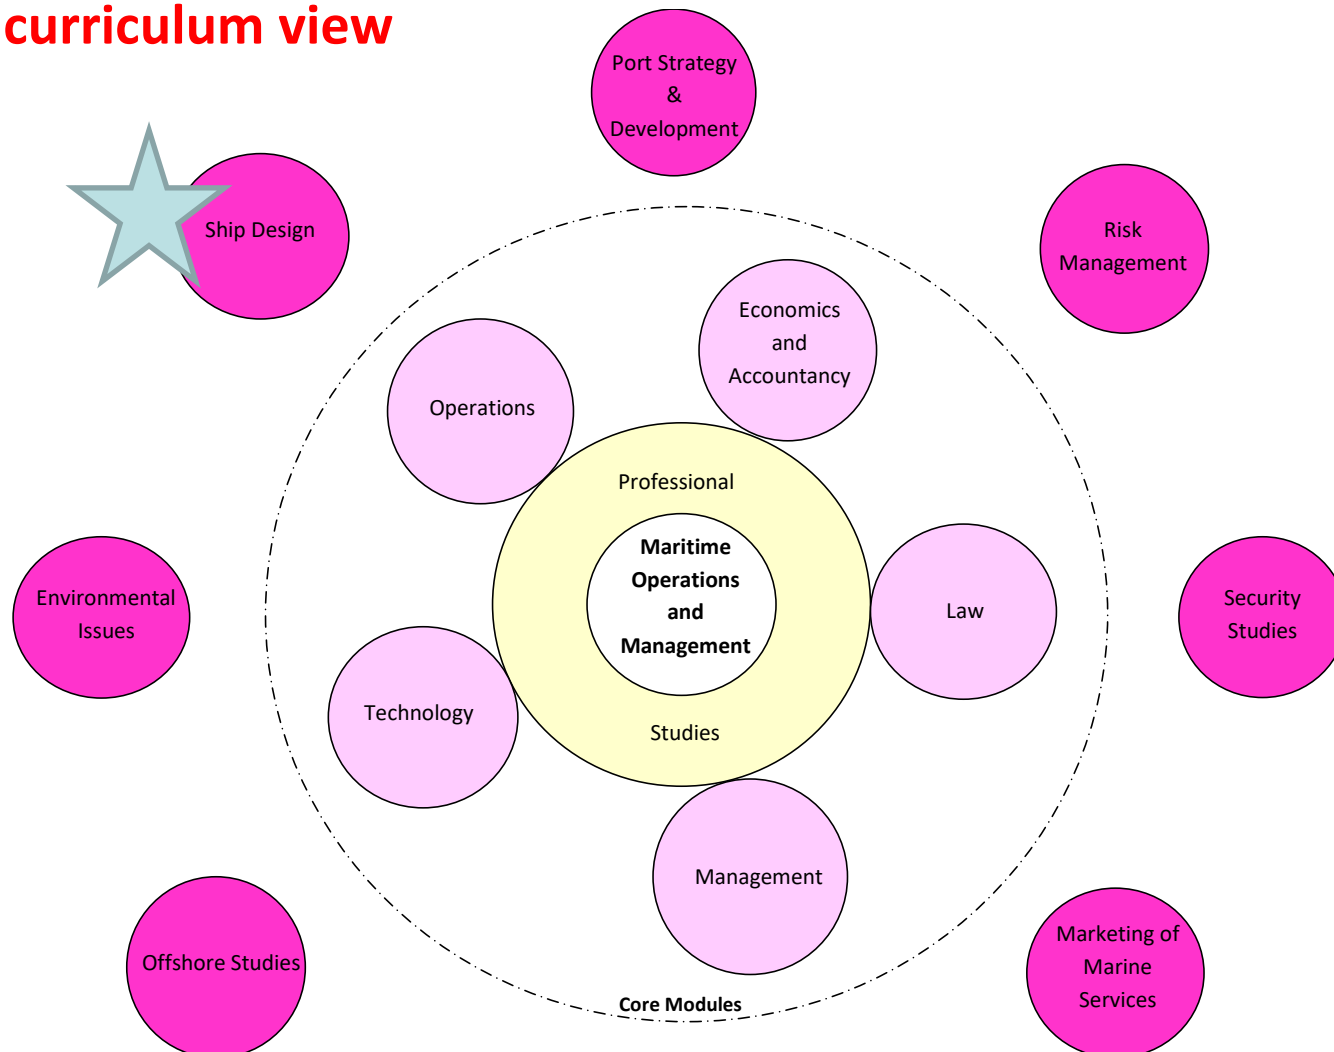 curriculum view
Port Strategy
&
Development
Ship Design
Risk
Management
Economics
and
Accountancy
Operations
Professional
Maritime
Operations
and
Management
Studies
Law
Environmental
Issues
Security
Studies
Technology
Management
Offshore Studies
Marketing of
Marine
Services
Core Modules